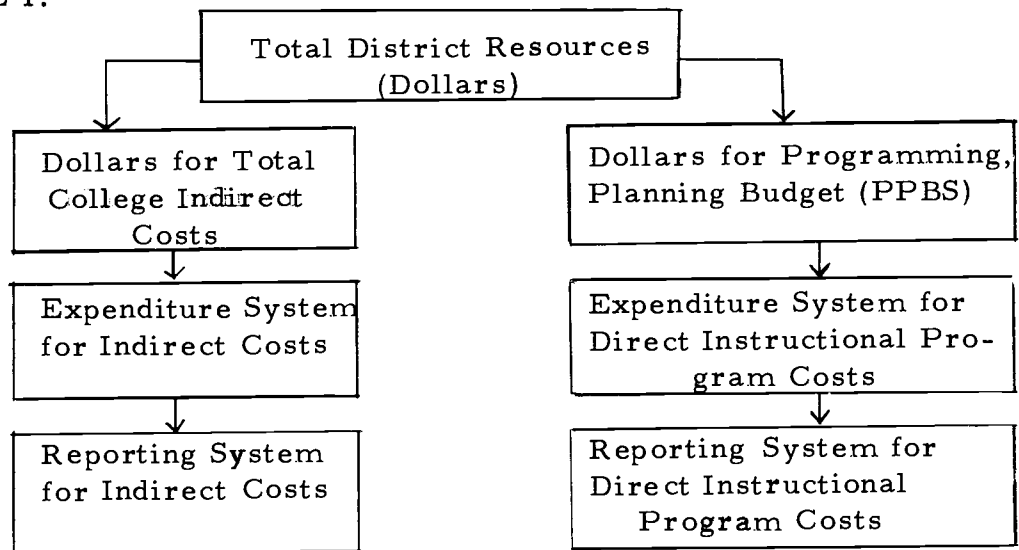 E 1.
Total District Resources
(Dollars)
Dollars for Total
College Indirect
Costs
Dollars for Programming,
Planning Budget (PPBS)
Expenditure System
for Indirect Costs
Expenditure System for
Direct Instructional Pro-
gram Costs
Reporting System
for Indirect Costs
Reporting System for
Direct Instructional
Program Costs